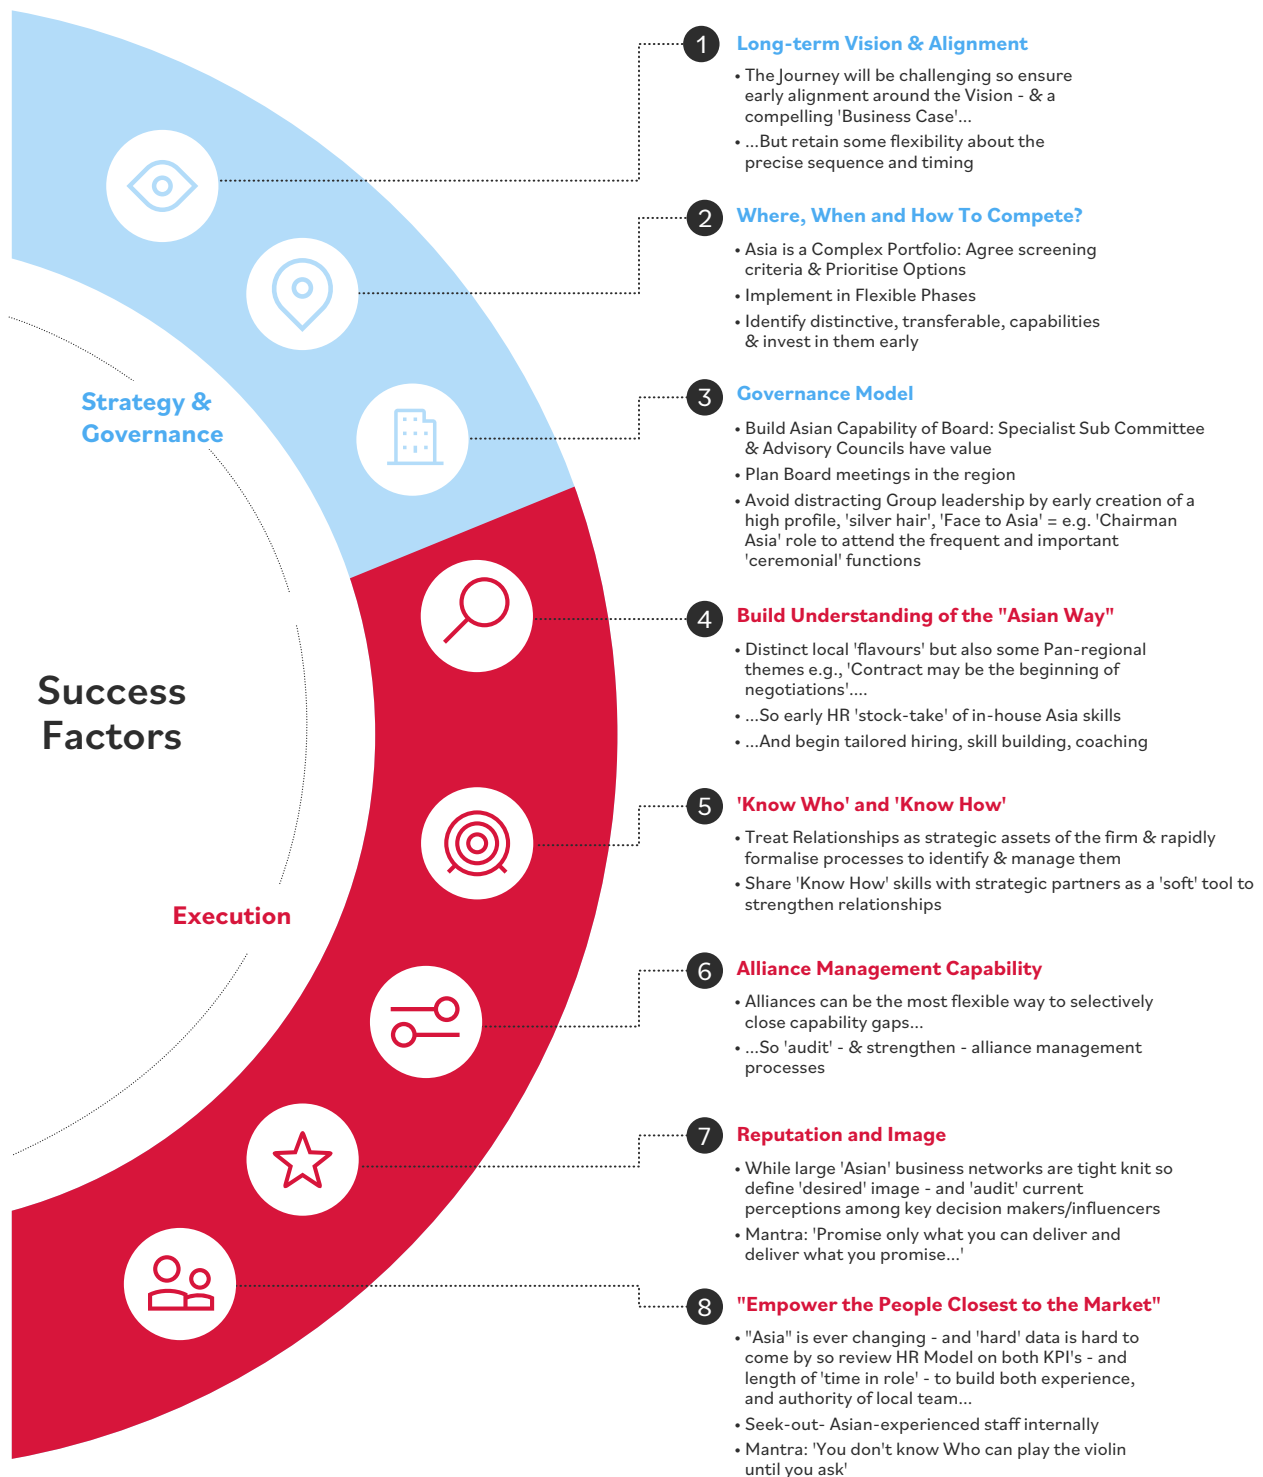 Strategy &
Governance
Success
Factors
Execution
1
Long-term Vision & Alignment
• The Journey will be challenging so ensure
early alignment around the Vision - & a
compelling 'Business Case'...
• ...But retain some flexibility about the
precise sequence and timing
2
Where, When and How To Compete?
• Asia is a Complex Portfolio: Agree screening
criteria & Prioritise Options
• Implement in Flexible Phases
• Identify distinctive, transferable, capabilities
& invest in them early
3
Governance Model
• Build Asian Capability of Board: Specialist Sub Committee
& Advisory Councils have value
• Plan Board meetings in the region
• Avoid distracting Group leadership by early creation of a
high profile, 'silver hair', 'Face to Asia' = e.g. 'Chairman
Asia' role to attend the frequent and important
'ceremonial' functions
4
Build Understanding of the "Asian Way"
• Distinct local 'flavours' but also some Pan-regional
themes e.g., 'Contract may be the beginning of
negotiations'....
• ...So early HR 'stock-take' of in-house Asia skills
• ...And begin tailored hiring, skill building, coaching
5
'Know Who' and 'Know How'
• Treat Relationships as strategic assets of the firm & rapidly
formalise processes to identify & manage them
• Share 'Know How' skills with strategic partners as a 'soft' tool to
strengthen relationships
6
Alliance Management Capability
• Alliances can be the most flexible way to selectively
close capability gaps...
• ...So 'audit' - & strengthen - alliance management
processes
7
Reputation and Image
• While large 'Asian' business networks are tight knit so
define 'desired' image - and 'audit' current
perceptions among key decision makers/influencers
• Mantra: 'Promise only what you can deliver and
deliver what you promise...'
8
"Empower the People Closest to the Market"
• "Asia" is ever changing - and 'hard' data is hard to
come by so review HR Model on both KPI's - and
length of 'time in role' - to build both experience,
and authority of local team...
• Seek-out- Asian-experienced staff internally
• Mantra: 'You don't know Who can play the violin
until you ask'